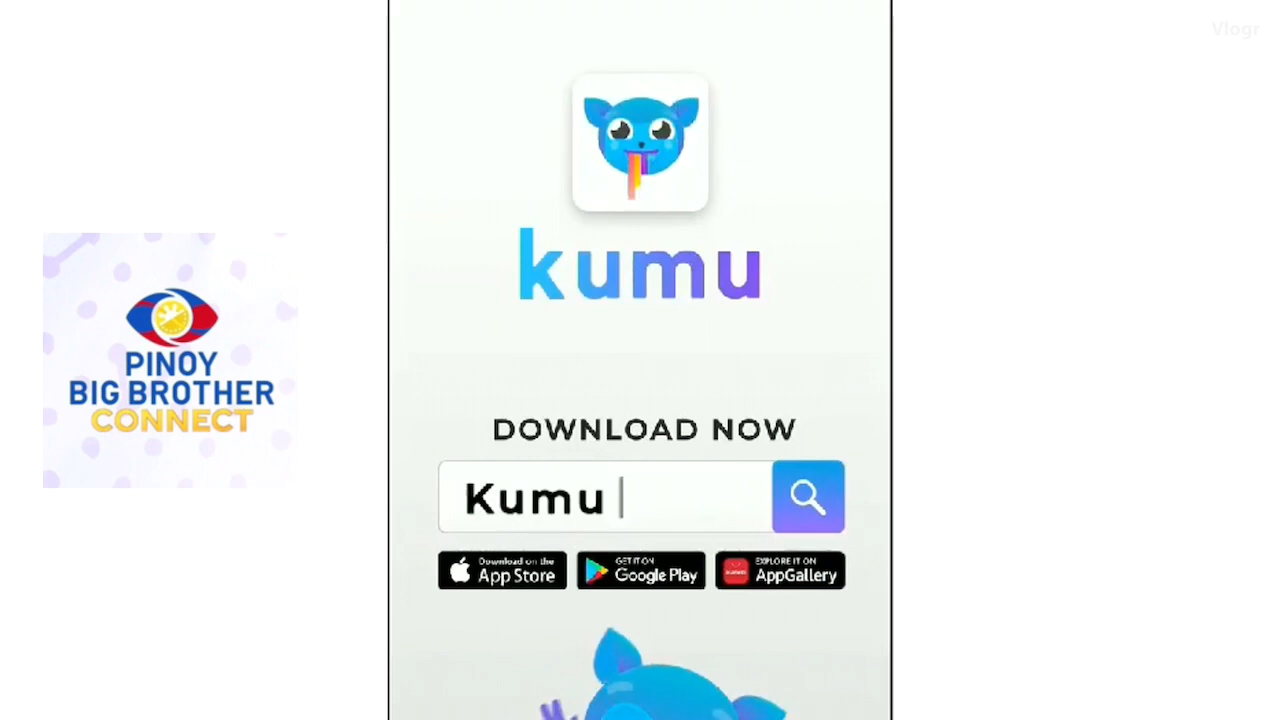 Vlogr
kumu
PINOY
BIG BROTHER
CONNECT
DOWNLOAD NOW
Kumu
Download on the
App Store
GET IT ON
Google Play
EXPLORE IT ON
AppGallery